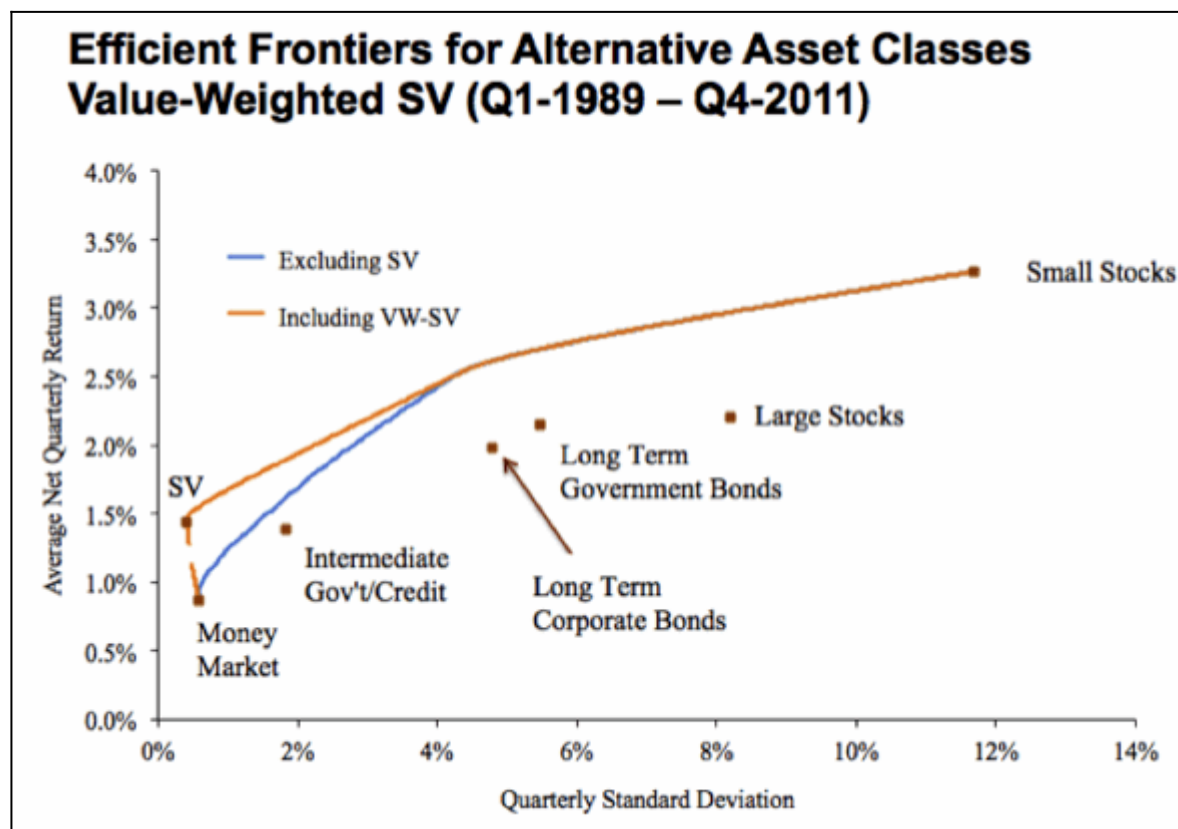 Efficient Frontiers for Alternative Asset Classes
Value-Weighted SV (Q1-1989 – Q4-2011)
4.0%
3.5%
3.0%
2.5%
2.0%
1.5%
1.0%
0.5%
0.0%
Average Net Quarterly Return
Excluding SV
Including VW-SV
Small Stocks
Large Stocks
Long Term
Government Bonds
SV
Intermediate
Gov't/Credit
Long Term
Corporate Bonds
Money
Market
0%
2%
4%
6%
8%
10%
12%
14%
Quarterly Standard Deviation